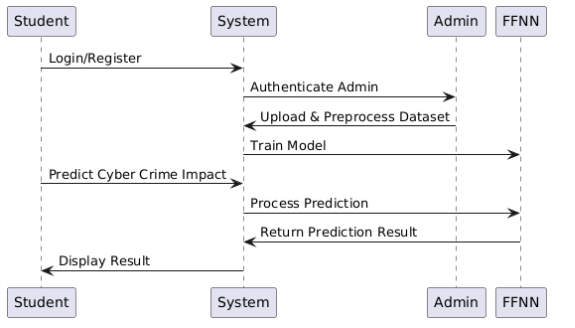 Student System Admin FFNN
Login/Register
Authenticate Admin
Upload & Preprocess Dataset
Train Model
Predict Cyber Crime Impact
Process Prediction
Return Prediction Result
Display Result
Student System Admin FFNN